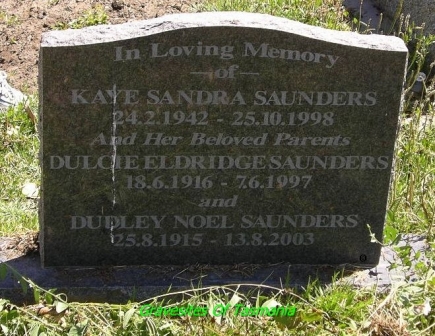 In Loving Memory
of
KAYE SANDRA SAUNDERS
24.2.1942 - 25.10.1998
And Her Beloved Parents
DULCIE ELDRIDGE SAUNDERS
18.6.1916 - 7.6.1997
and
DUDLEY NOEL SAUNDERS
25.8.1915 - 13.8.2003
Gravesites Of Tasmania